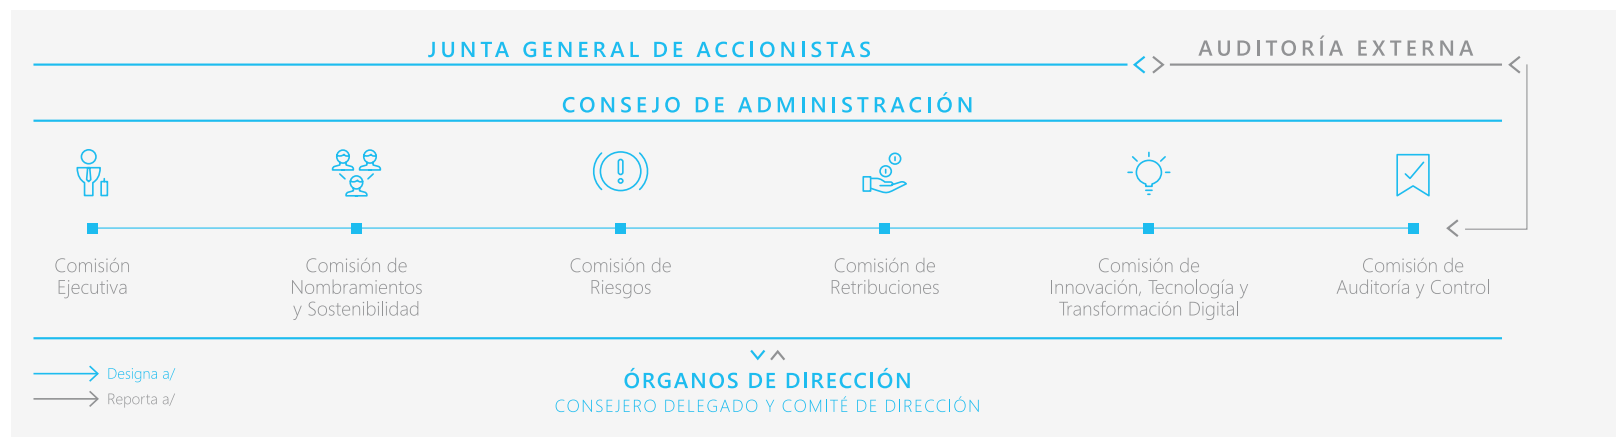 JUNTA GENERAL DE ACCIONISTAS
AUDITORÍA EXTERNA
CONSEJO DE ADMINISTRACIÓN
Comisión
Ejecutiva
Comisión de
Nombramientos
y Sostenibilidad
Comisión de
Riesgos
Comisión de
Retribuciones
Comisión de
Innovación, Tecnología y
Transformación Digital
Comisión de
Auditoría y Control
Designa a/
Reporta a/
ÓRGANOS DE DIRECCIÓN
CONSEJERO DELEGADO Y COMITÉ DE DIRECCIÓN